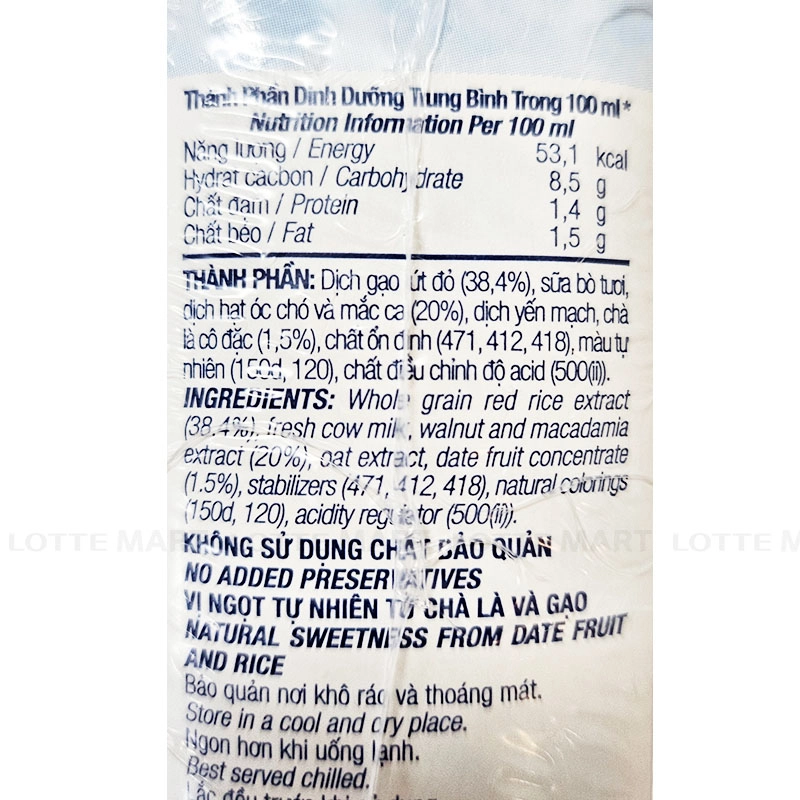 Thành Phần Dinh Dưỡng Trung Bình Trong 100 ml*
Nutrition Information Per 100 ml
Năng lượng / Energy 53,1 kcal
Hydrat cacbon / Carbohydrate 8,5 g
Chất đạm / Protein 1,4 g
Chất béo / Fat 1,5 g
THÀNH PHẦN: Dịch gạo lứt đỏ (38,4%), sữa bò tươi,
dịch hạt óc chó và mắc ca (20%), dịch yến mạch, chà
là cô đặc (1,5%), chất ổn định (471, 412, 418), màu tự
nhiên (150d, 120), chất điều chỉnh độ acid (500(ii)).
INGREDIENTS: Whole grain red rice extract
(38.4%), fresh cow milk, walnut and macadamia
extract (20%), oat extract, date fruit concentrate
(1.5%), stabilizers (471, 412, 418), natural colorings
(150d, 120), acidity regulator (500(ii)).
KHÔNG SỬ DỤNG CHẤT BẢO QUẢN
NO ADDED PRESERVATIVES
VỊ NGỌT TỰ NHIÊN TỪ CHÀ LÀ VÀ GẠO
NATURAL SWEETNESS FROM DATE FRUIT
AND RICE
Bảo quản nơi khô ráo và thoáng mát.
Store in a cool and dry place.
Ngon hơn khi uống lạnh.
Best served chilled.
Lắc đều trước khi sử dụng
LOTTE MART
MART
LOTTE M